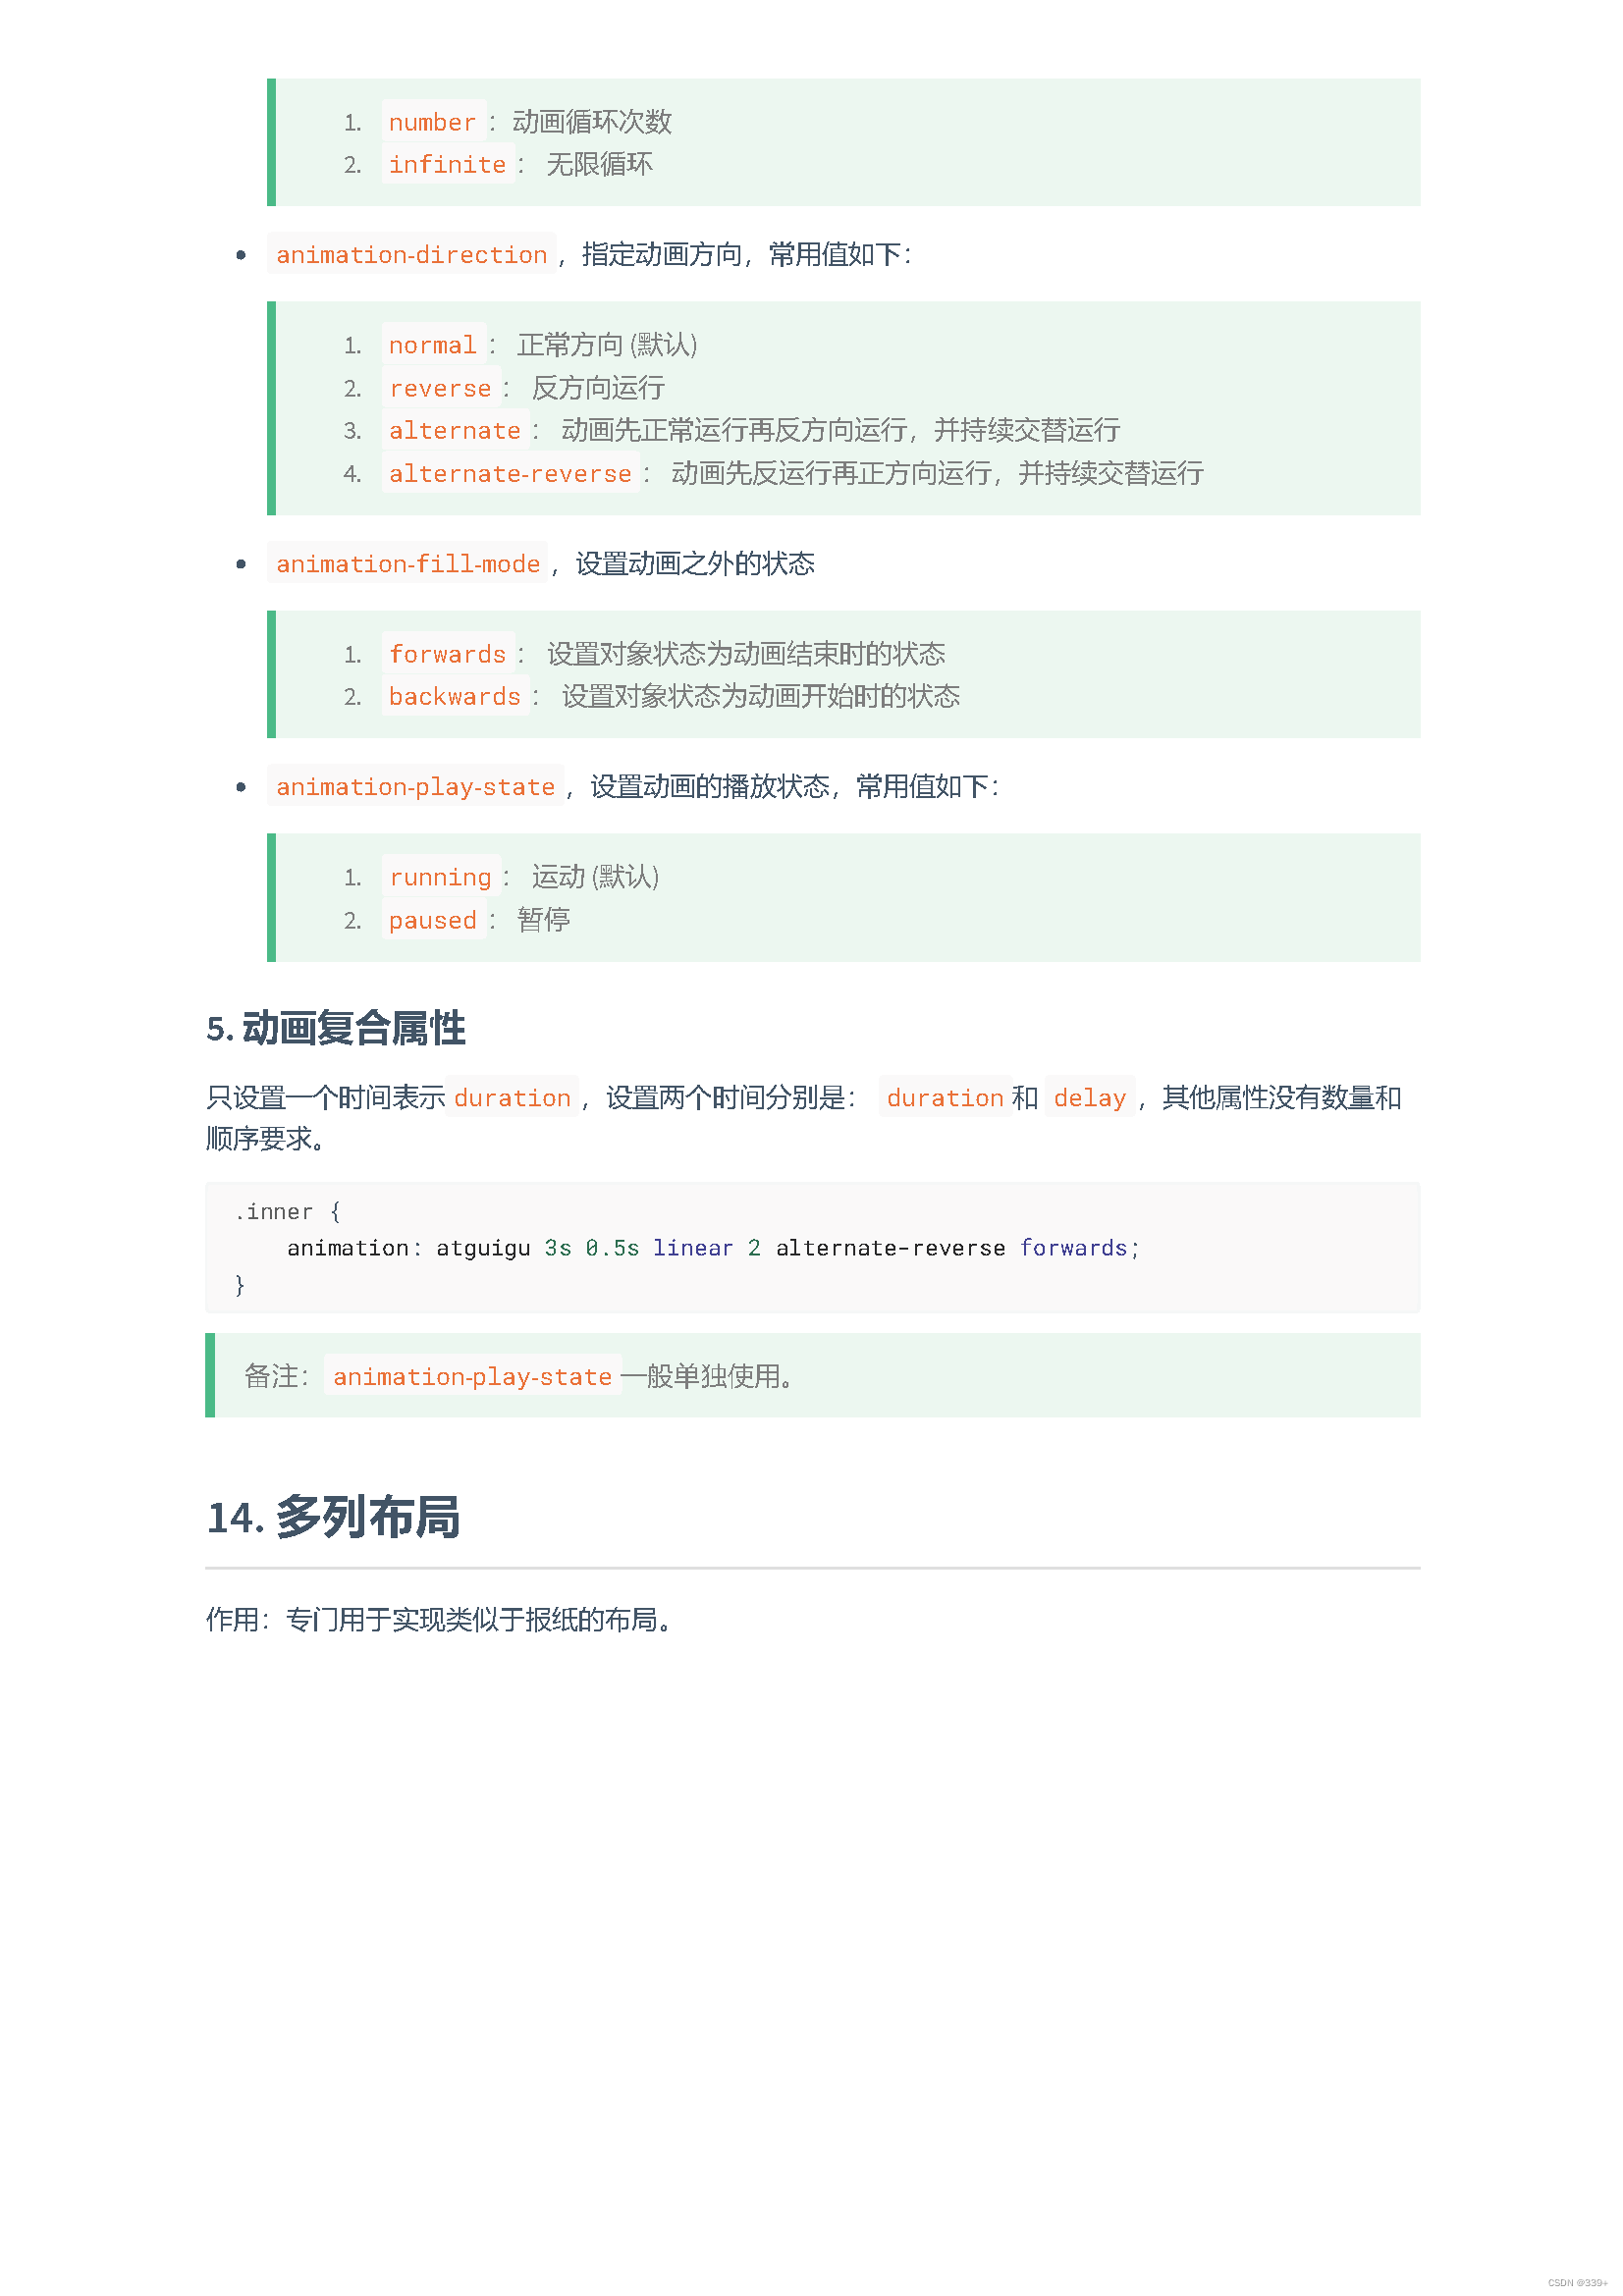 1. number：动画循环次数
2. infinite： 无限循环
• animation-direction，指定动画方向，常用值如下：
1. normal： 正常方向 (默认)
2. reverse： 反方向运行
3. alternate： 动画先正常运行再反方向运行，并持续交替运行
4. alternate-reverse： 动画先反运行再正方向运行，并持续交替运行
• animation-fill-mode，设置动画之外的状态
1. forwards： 设置对象状态为动画结束时的状态
2. backwards： 设置对象状态为动画开始时的状态
• animation-play-state，设置动画的播放状态，常用值如下：
1. running： 运动 (默认)
2. paused： 暂停
5. 动画复合属性
只设置一个时间表示 duration，设置两个时间分别是： duration 和 delay，其他属性没有数量和
顺序要求。
.inner {
    animation: atguigu 3s 0.5s linear 2 alternate-reverse forwards;
}
备注：animation-play-state 一般单独使用。
14. 多列布局
作用：专门用于实现类似于报纸的布局。
CSDN @339+